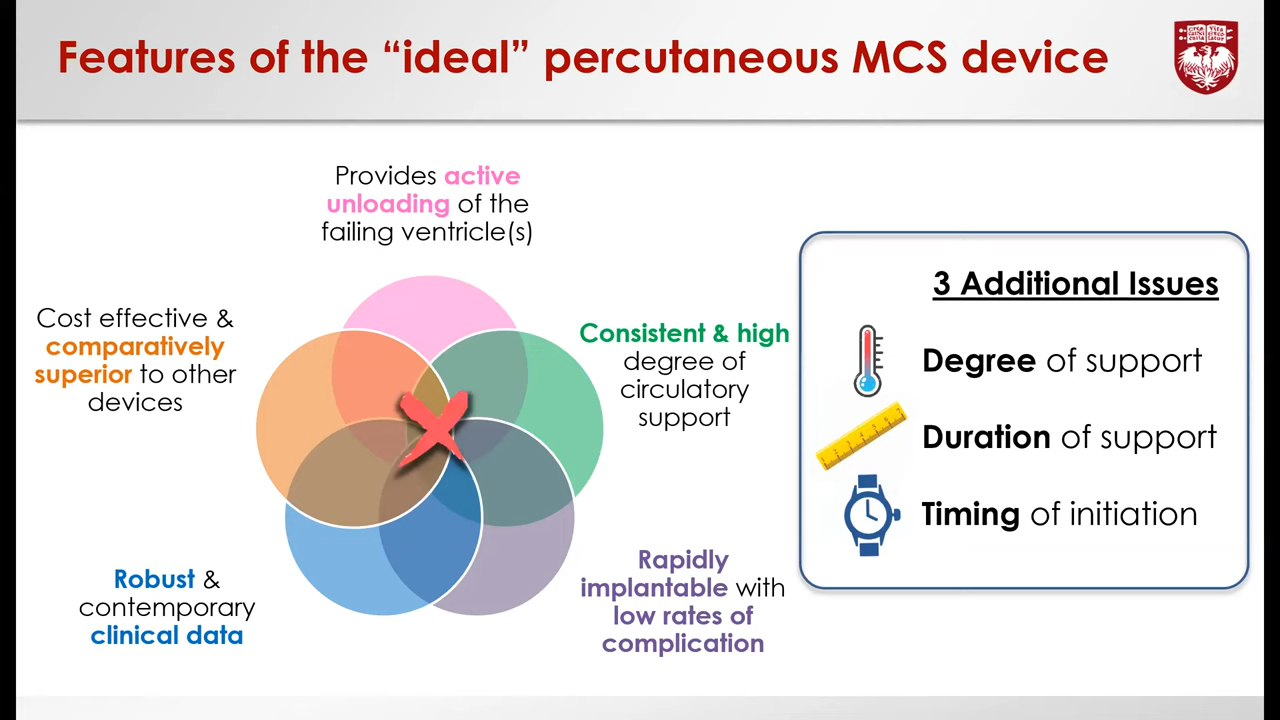 Features of the “ideal” percutaneous MCS device
Provides active
unloading of the
failing ventricle(s)
Cost effective &
comparatively
superior to other
devices
Consistent & high
degree of
circulatory
support
Robust &
contemporary
clinical data
Rapidly
implantable with
low rates of
complication
3 Additional Issues
Degree of support
Duration of support
Timing of initiation